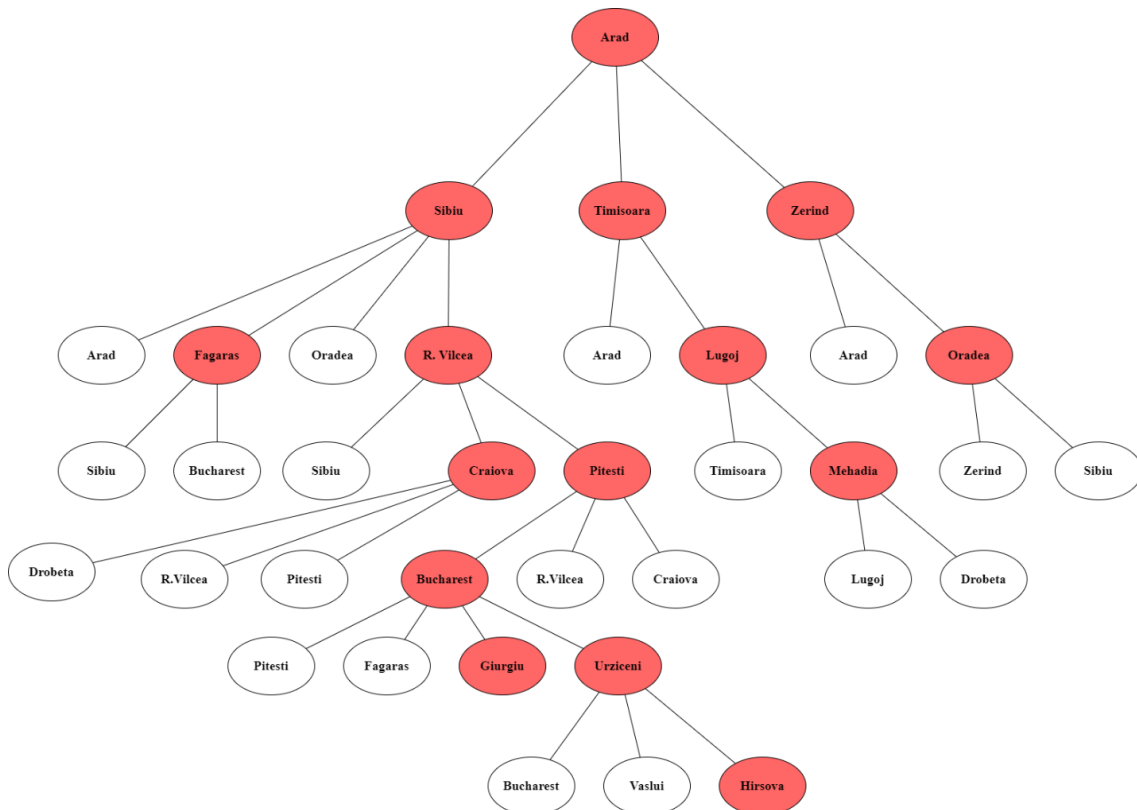 Arad
Sibiu
Timisoara
Zerind
Arad
Fagaras
Oradea
R. Vilcea
Arad
Lugoj
Arad
Oradea
Sibiu
Bucharest
Sibiu
Craiova
Pitesti
Timisoara
Mehadia
Zerind
Sibiu
Drobeta
R.Vilcea
Pitesti
Bucharest
R.Vilcea
Craiova
Lugoj
Drobeta
Pitesti
Fagaras
Giurgiu
Urziceni
Bucharest
Vaslui
Hirsova